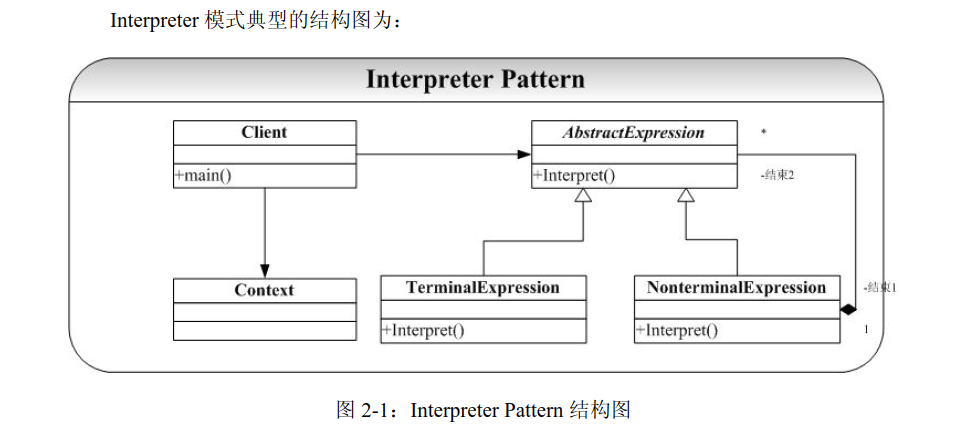 Interpreter 模式典型的结构图为：
Interpreter Pattern
Client
+main()
AbstractExpression
+Interpret()
*
-结束2
Context
TerminalExpression
+Interpret()
NonterminalExpression
+Interpret()
-结束1
1
图 2-1：Interpreter Pattern 结构图